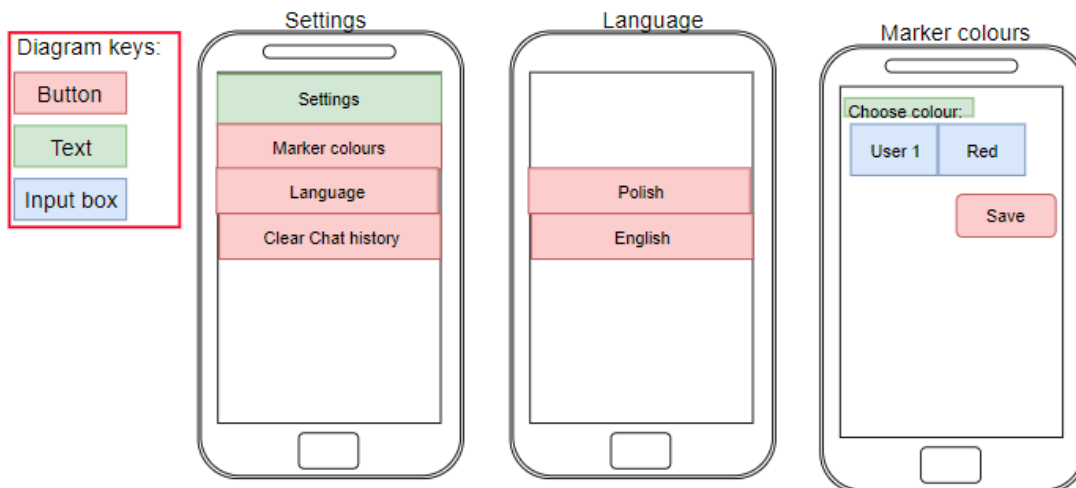 Diagram keys:
Button
Text
Input box
Settings
Settings
Marker colours
Language
Clear Chat history
Language
Polish
English
Marker colours
Choose colour:
User 1
Red
Save